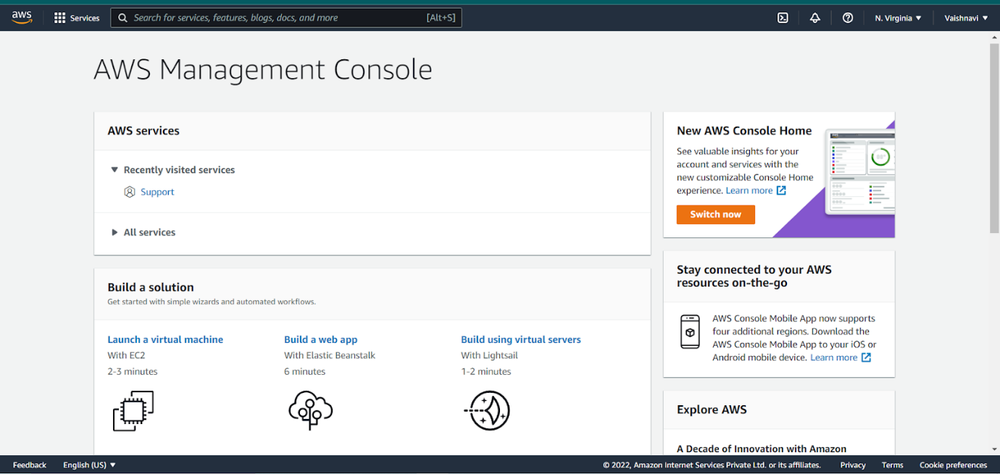 aws
Services
Search for services, features, blogs, docs, and more
[Alt+S]
N. Virginia
Vaishnavi
AWS Management Console
AWS services
Recently visited services
Support
All services
Build a solution
Get started with simple wizards and automated workflows.
Launch a virtual machine
With EC2
2-3 minutes
Build a web app
With Elastic Beanstalk
6 minutes
Build using virtual servers
With Lightsail
1-2 minutes
New AWS Console Home
See valuable insights for your
account and services with the
new customizable Console Home
experience. Learn more
Switch now
Stay connected to your AWS
resources on-the-go
AWS Console Mobile App now supports
four additional regions. Download the
AWS Console Mobile App to your iOS or
Android mobile device. Learn more
Explore AWS
A Decade of Innovation with Amazon
Feedback
English (US)
© 2022, Amazon Internet Services Private Ltd. or its affiliates.
Privacy
Terms
Cookie preferences